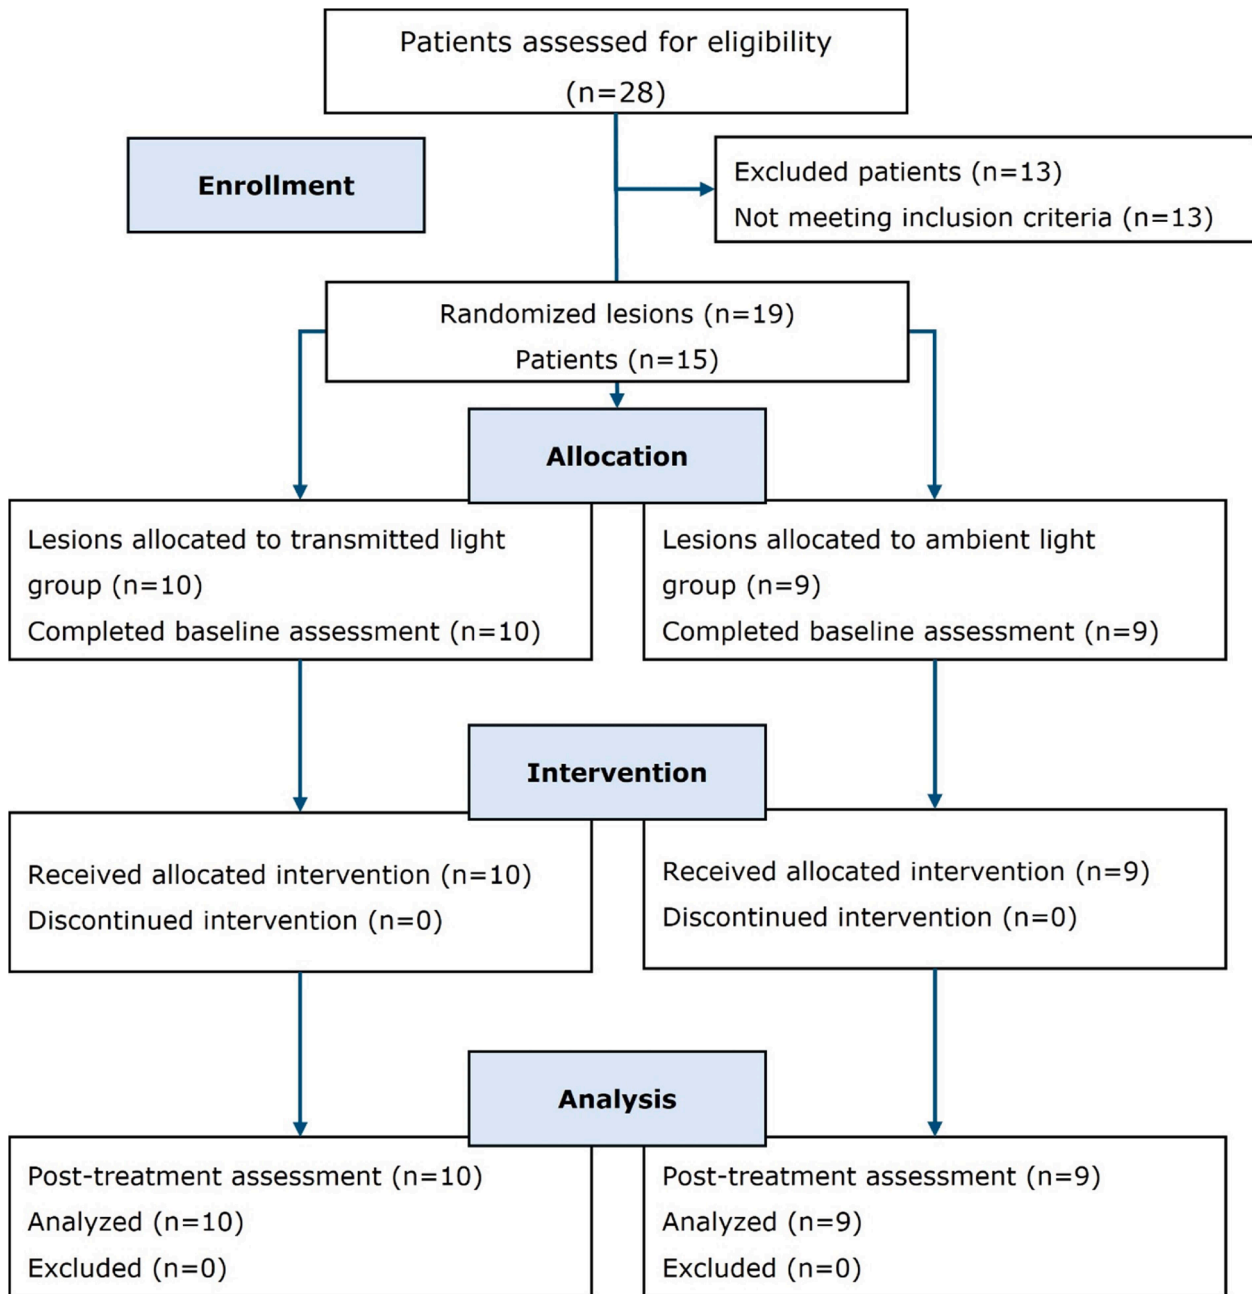 Patients assessed for eligibility
(n=28)
Enrollment
Excluded patients (n=13)
Not meeting inclusion criteria (n=13)
Randomized lesions (n=19)
Patients (n=15)
Allocation
Lesions allocated to transmitted light
group (n=10)
Completed baseline assessment (n=10)
Lesions allocated to ambient light
group (n=9)
Completed baseline assessment (n=9)
Intervention
Received allocated intervention (n=10)
Discontinued intervention (n=0)
Received allocated intervention (n=9)
Discontinued intervention (n=0)
Analysis
Post-treatment assessment (n=10)
Analyzed (n=10)
Excluded (n=0)
Post-treatment assessment (n=9)
Analyzed (n=9)
Excluded (n=0)